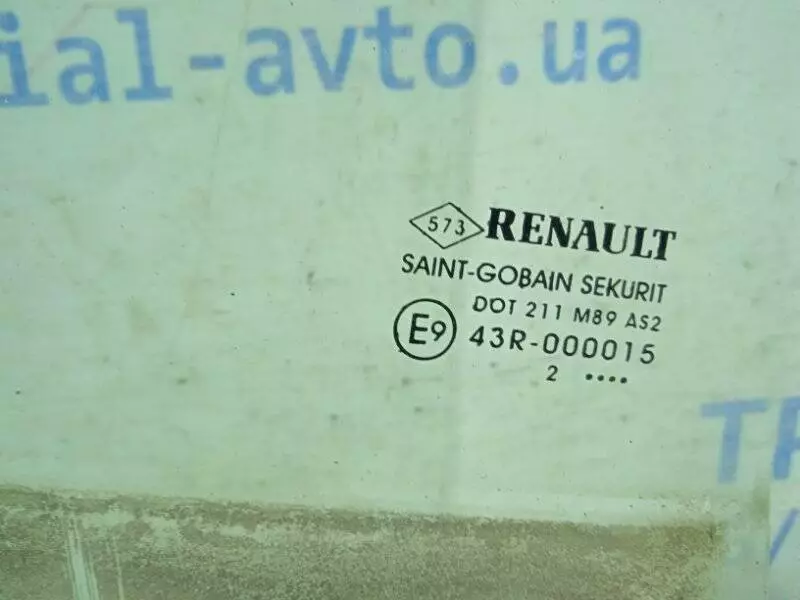 ial-avto.ua
573 RENAULT
SAINT-GOBAIN SEKURIT
DOT 211 M89 AS2
E9 43R-000015
2 ....